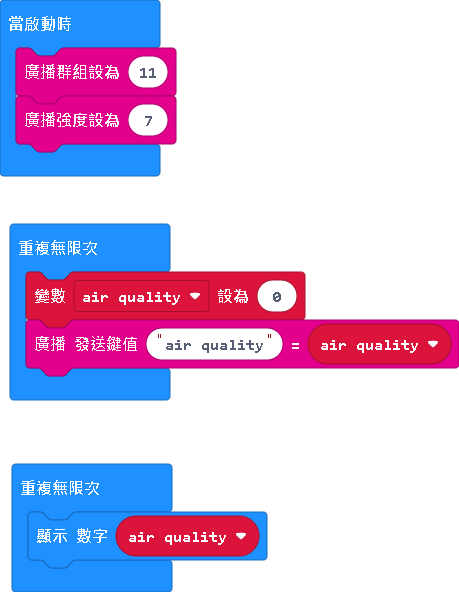 當啟動時
廣播群組設為 11
廣播強度設為 7
重複無限次
變數 air quality 設為 0
廣播 發送鍵值 "air quality" = air quality
重複無限次
顯示 數字 air quality